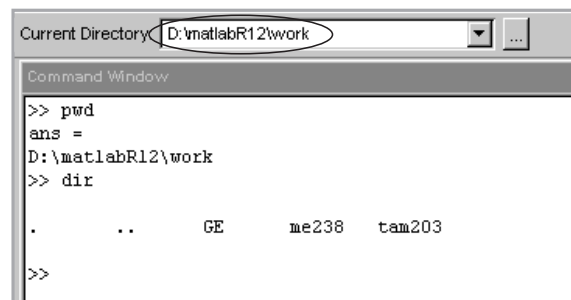 Current Directory: D:\matlabR12\work ...
Command Window
>> pwd
ans =
D:\matlabR12\work
>> dir
. .. GE me238 tam203
>>